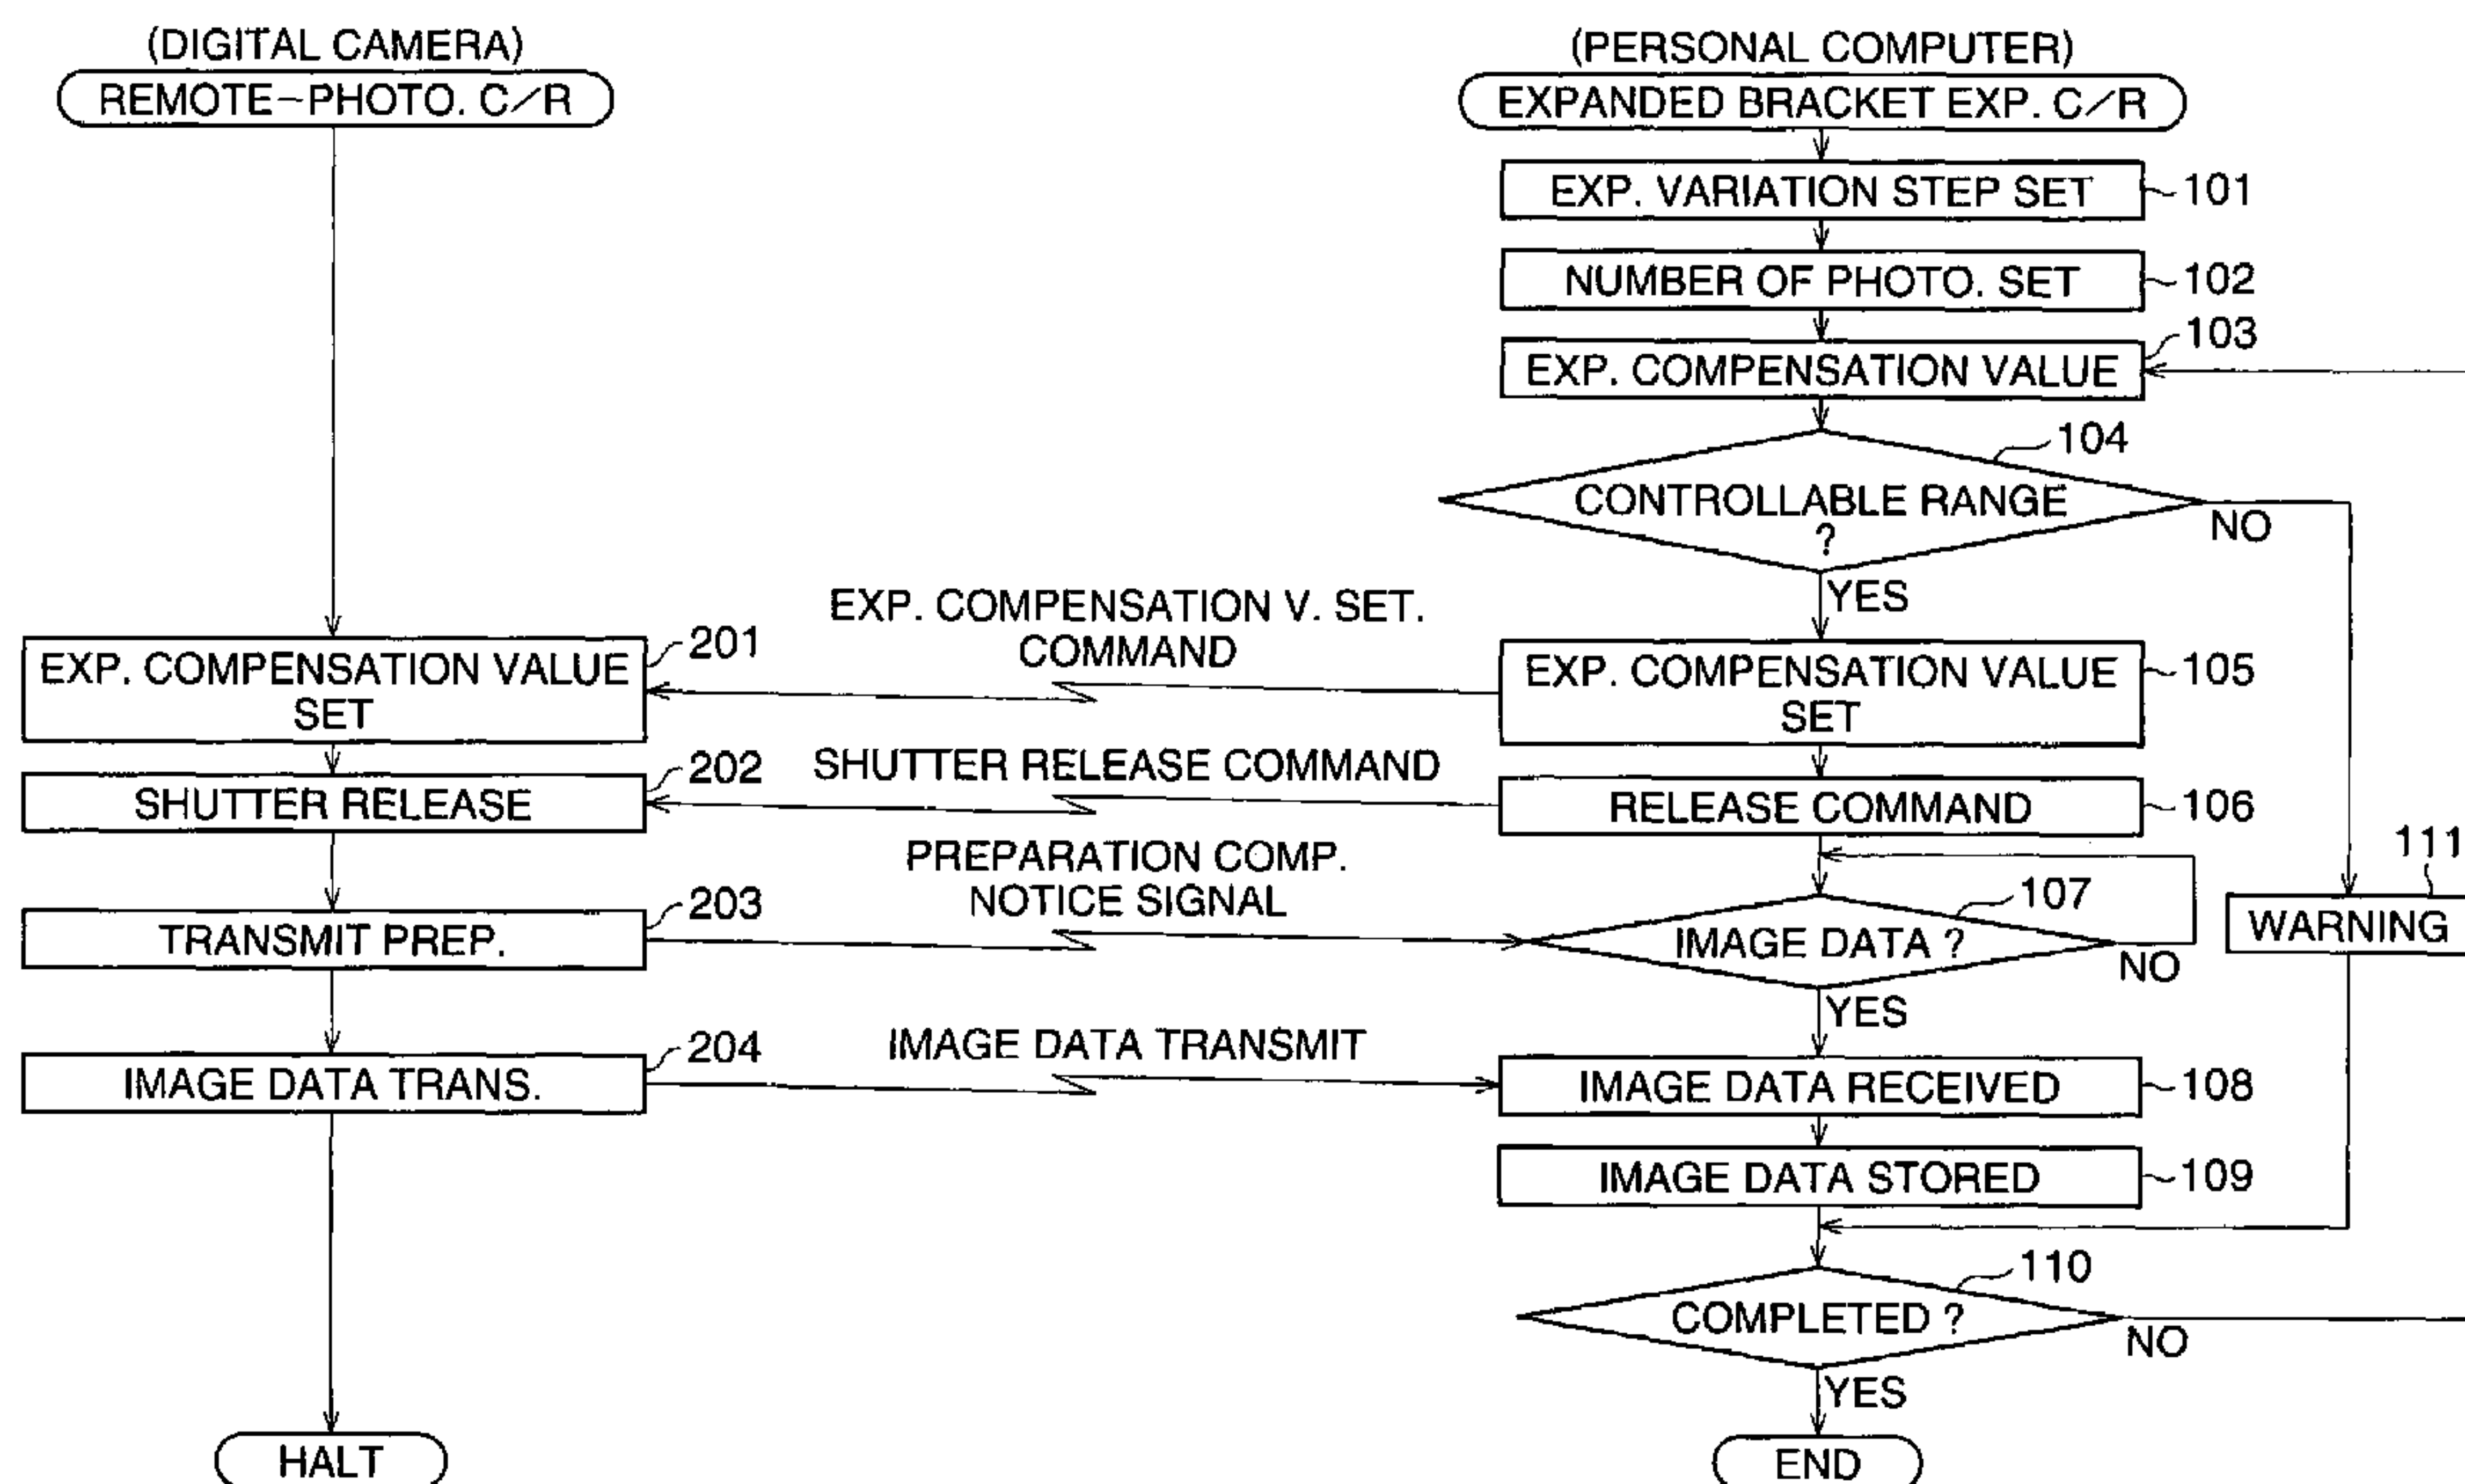 (DIGITAL CAMERA)
REMOTE-PHOTO. C/R
201
EXP. COMPENSATION VALUE
SET
202
SHUTTER RELEASE
203
TRANSMIT PREP.
204
IMAGE DATA TRANS.
HALT
EXP. COMPENSATION V. SET.
COMMAND
SHUTTER RELEASE COMMAND
PREPARATION COMP.
NOTICE SIGNAL
IMAGE DATA TRANSMIT
(PERSONAL COMPUTER)
EXPANDED BRACKET EXP. C/R
EXP. VARIATION STEP SET
101
NUMBER OF PHOTO. SET
102
103
EXP. COMPENSATION VALUE
104
CONTROLLABLE RANGE
?
NO
YES
EXP. COMPENSATION VALUE
SET
105
RELEASE COMMAND
106
107
IMAGE DATA ?
NO
YES
111
WARNING
IMAGE DATA RECEIVED
108
IMAGE DATA STORED
109
110
COMPLETED ?
NO
YES
END